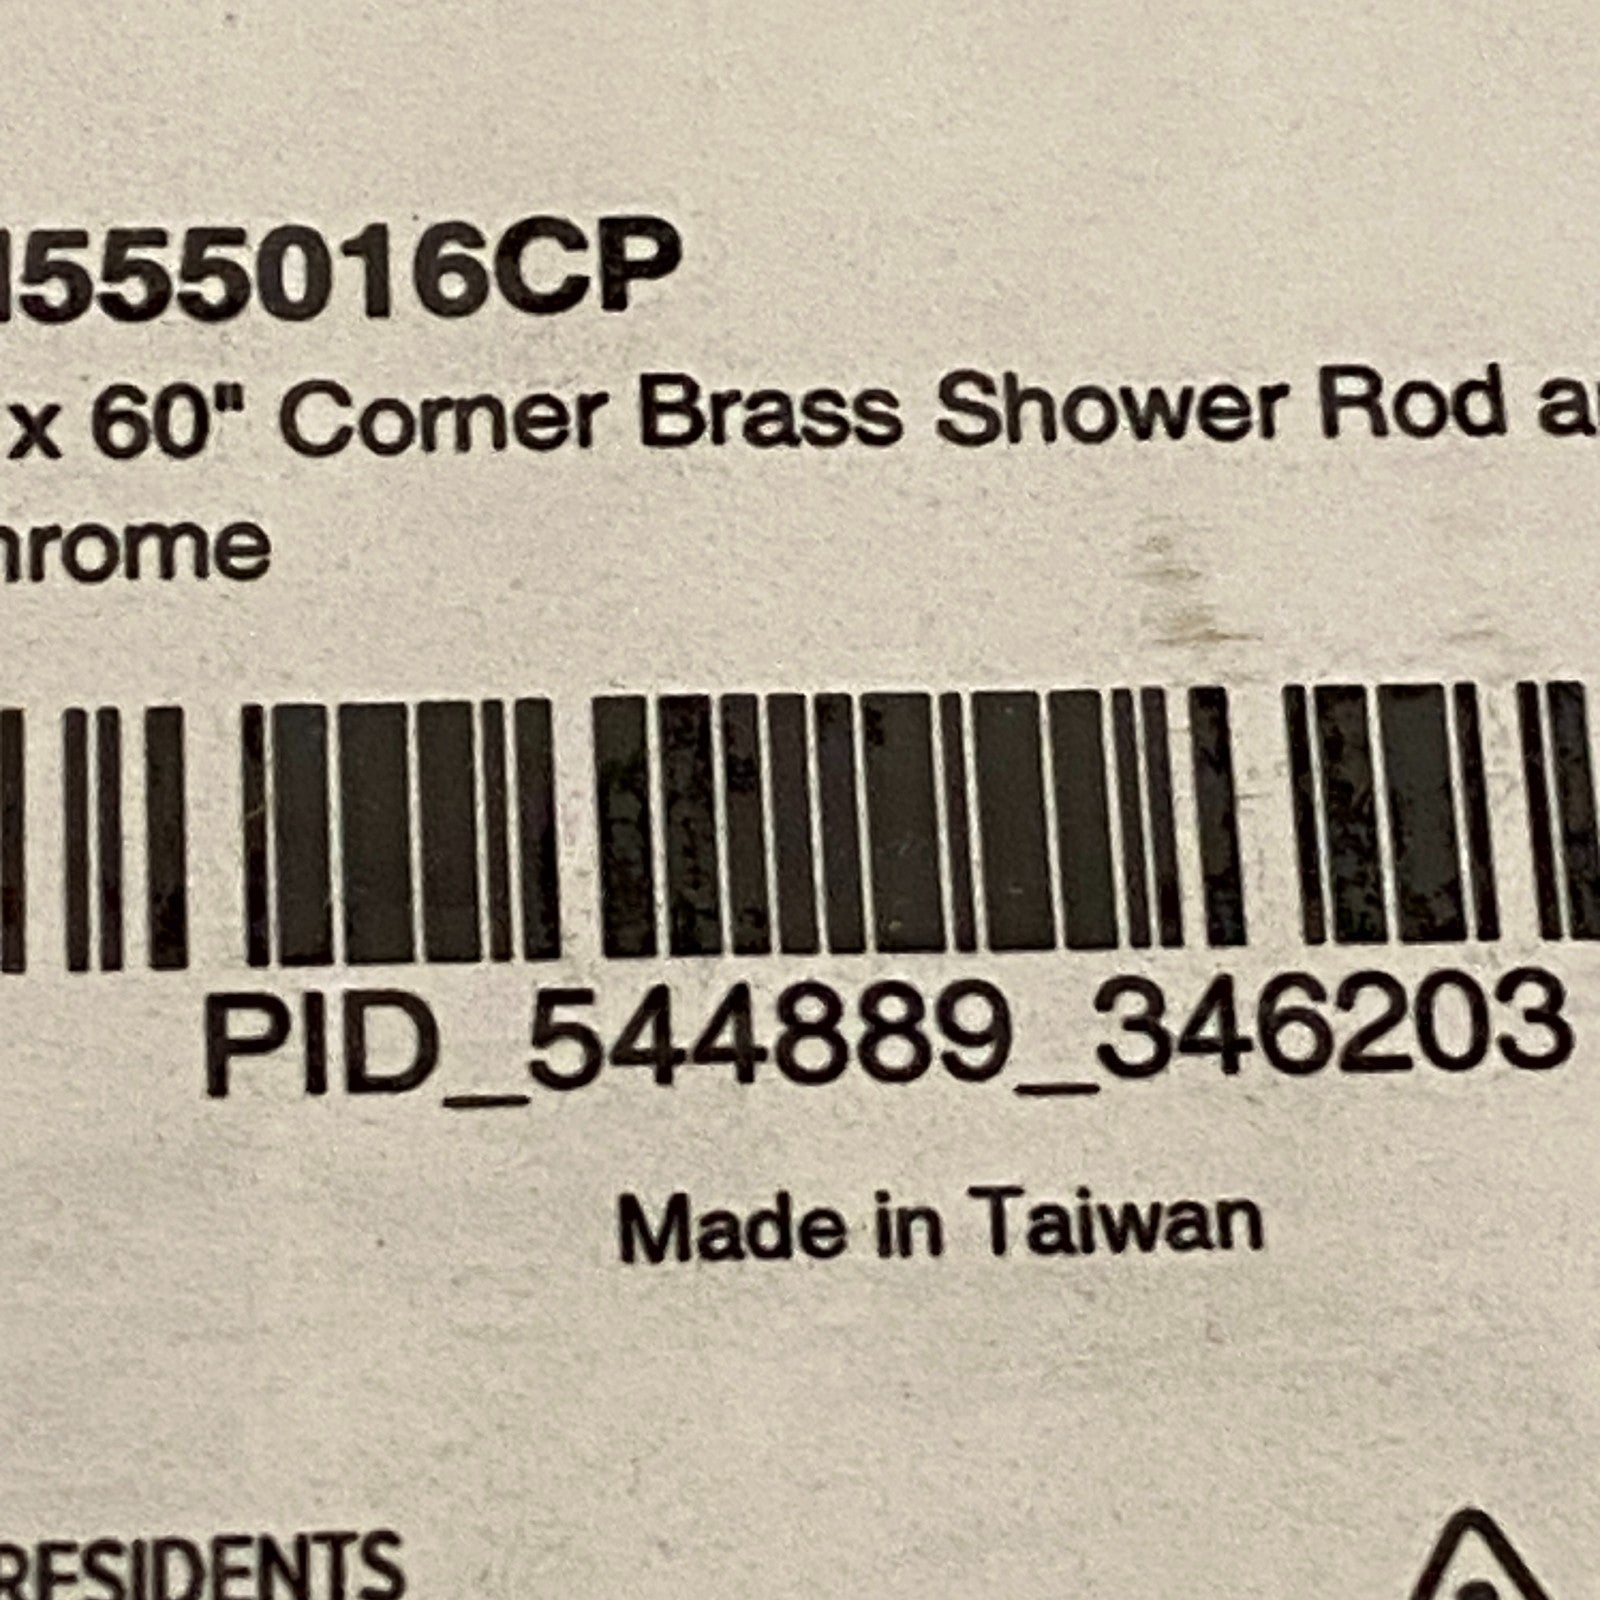 555016CP
x 60" Corner Brass Shower Rod
hrome
PID_544889_346203
Made in Taiwan
RESIDENTS